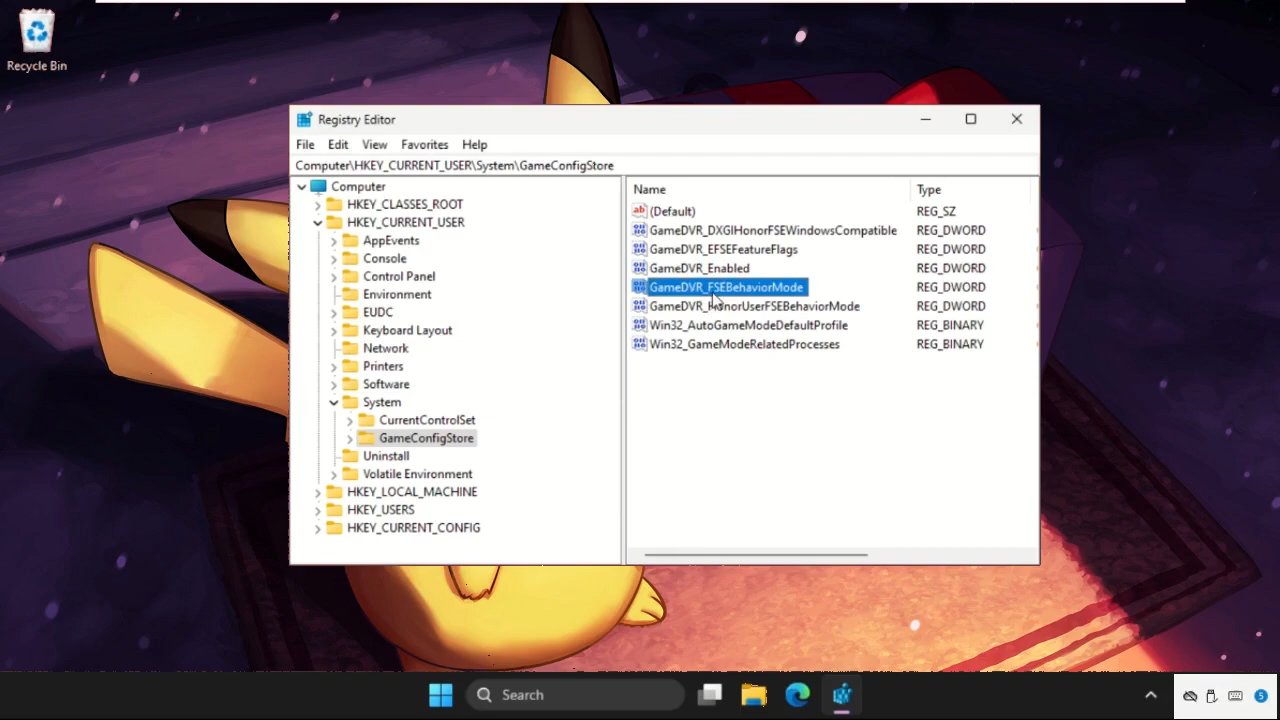 Recycle Bin
Registry Editor
File Edit View Favorites Help
Computer\HKEY_CURRENT_USER\System\GameConfigStore
Computer
HKEY_CLASSES_ROOT
HKEY_CURRENT_USER
AppEvents
Console
Control Panel
Environment
EUDC
Keyboard Layout
Network
Printers
Software
System
CurrentControlSet
GameConfigStore
Uninstall
Volatile Environment
HKEY_LOCAL_MACHINE
HKEY_USERS
HKEY_CURRENT_CONFIG
Name Type
(Default) REG_SZ
GameDVR_DXGIHonorFSEWindowsCompatible REG_DWORD
GameDVR_EFSEFeatureFlags REG_DWORD
GameDVR_Enabled REG_DWORD
GameDVR_FSEBehaviorMode REG_DWORD
GameDVR_HonorUserFSEBehaviorMode REG_DWORD
Win32_AutoGameModeDefaultProfile REG_BINARY
Win32_GameModeRelatedProcesses REG_BINARY
Search
5